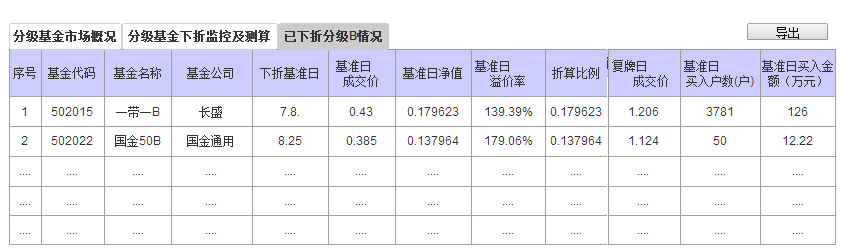 分级基金市场概况 分级基金下折监控及测算 已下折分级B情况 导出
序号 基金代码 基金名称 基金公司 下折基准日 基准日成交价 基准日净值 基准日溢价率 折算比例 复牌日成交价 基准日买入户数(户) 基准日买入金额（万元）
1 502015 一带一B 长盛 7.8. 0.43 0.179623 139.39% 0.179623 1.206 3781 126
2 502022 国金50B 国金通用 8.25 0.385 0.137964 179.06% 0.137964 1.124 50 12.22
.... .... .... .... .... .... .... .... .... .... .... ....
.... .... .... .... .... .... .... .... .... .... .... ....
.... .... .... .... .... .... .... .... .... .... .... ....